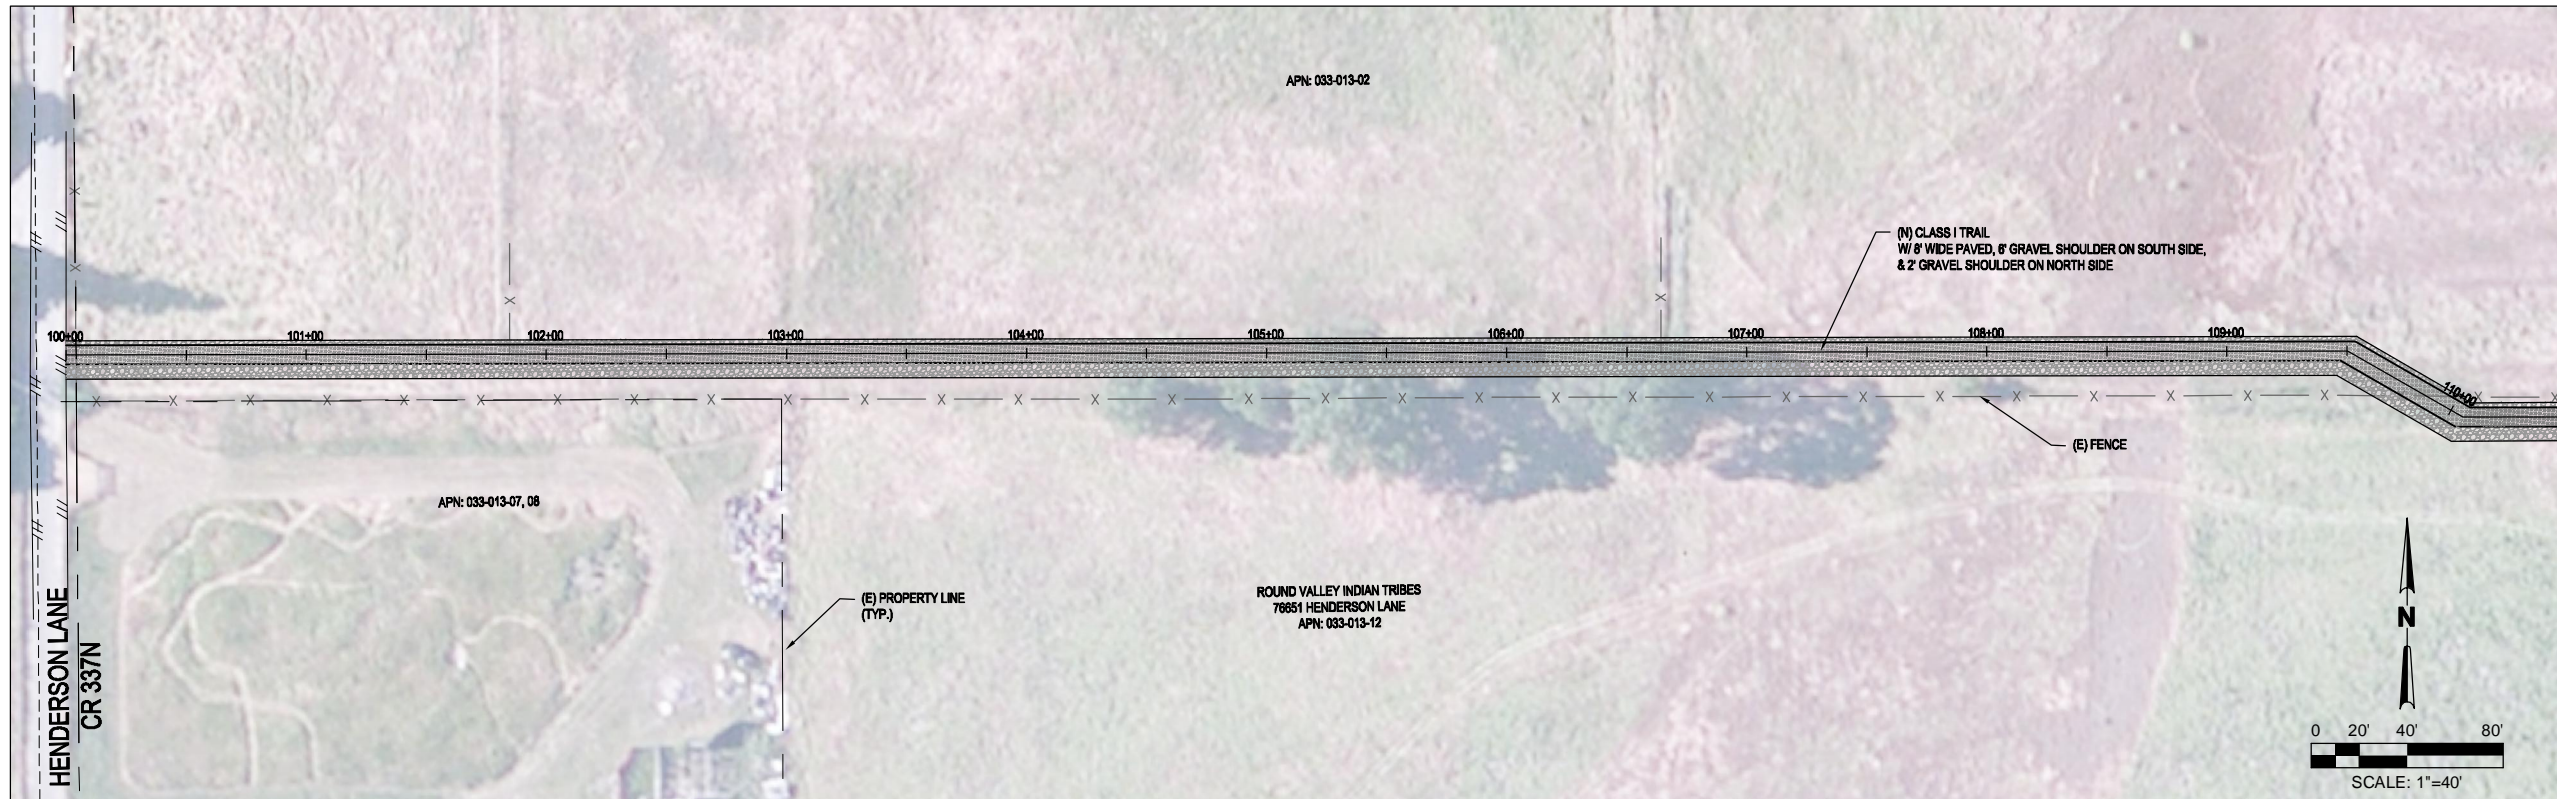 APN: 033-013-02
(N) CLASS I TRAIL
W/ 8' WIDE PAVED, 6' GRAVEL SHOULDER ON SOUTH SIDE,
& 2' GRAVEL SHOULDER ON NORTH SIDE
100+00
101+00
102+00
103+00
104+00
105+00
106+00
107+00
108+00
109+00
110+00
(E) FENCE
APN: 033-013-07, 08
(E) PROPERTY LINE
(TYP.)
ROUND VALLEY INDIAN TRIBES
76651 HENDERSON LANE
APN: 033-013-12
HENDERSON LANE
CR 337N
N
0 20' 40' 80'
SCALE: 1"=40'